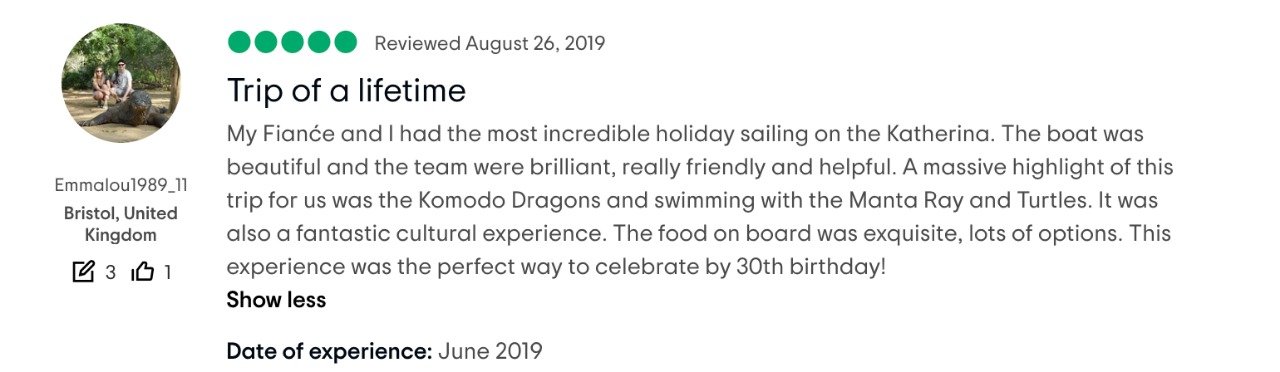 Reviewed August 26, 2019
Trip of a lifetime
My Fianće and I had the most incredible holiday sailing on the Katherina. The boat was
beautiful and the team were brilliant, really friendly and helpful. A massive highlight of this
trip for us was the Komodo Dragons and swimming with the Manta Ray and Turtles. It was
also a fantastic cultural experience. The food on board was exquisite, lots of options. This
experience was the perfect way to celebrate by 30th birthday!
Show less
Date of experience: June 2019
Emmalou1989_11
Bristol, United
Kingdom
3 1